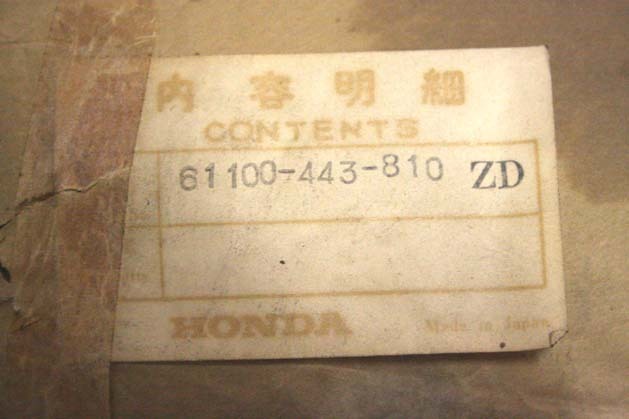 内容明細
CONTENTS
61100-443-810 ZD
HONDA Made in Japan